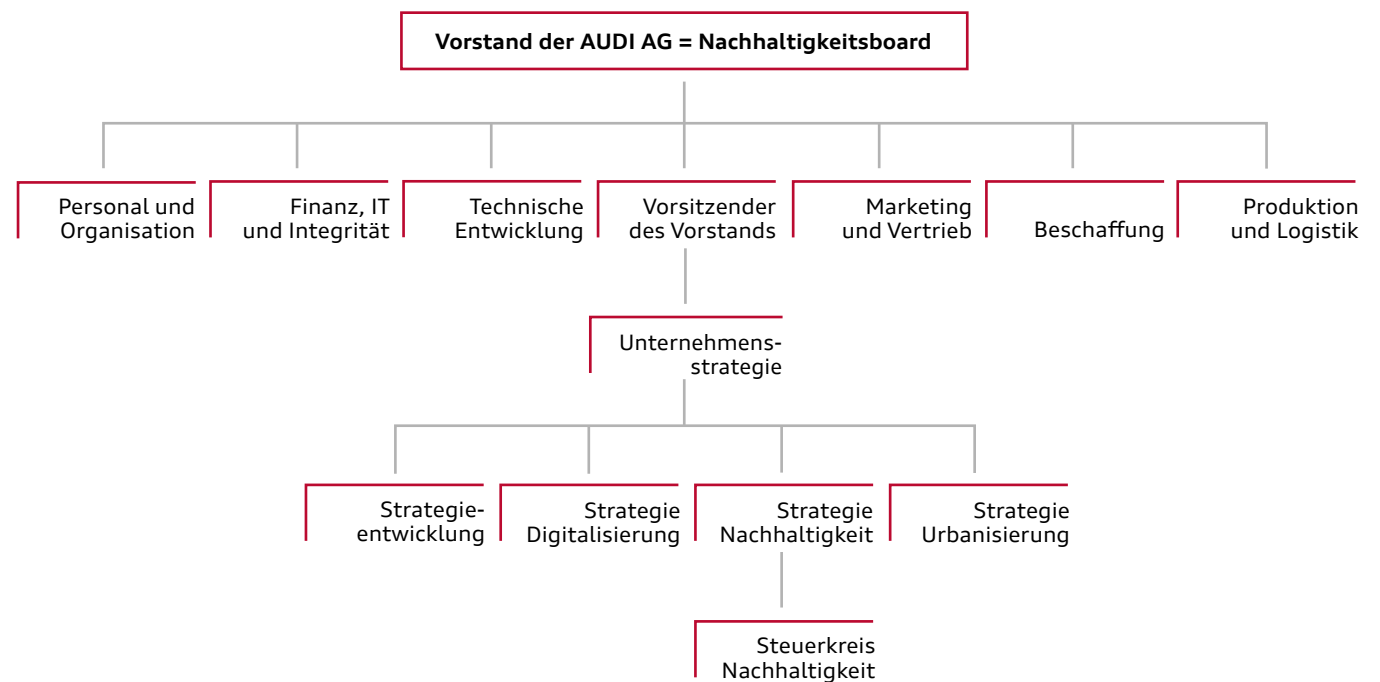 Vorstand der AUDI AG = Nachhaltigkeitsboard
Personal und
Organisation
Finanz, IT
und Integrität
Technische
Entwicklung
Vorsitzender
des Vorstands
Marketing
und Vertrieb
Beschaffung
Produktion
und Logistik
Unternehmens-
strategie
Strategie-
entwicklung
Strategie
Digitalisierung
Strategie
Nachhaltigkeit
Strategie
Urbanisierung
Steuerkreis
Nachhaltigkeit